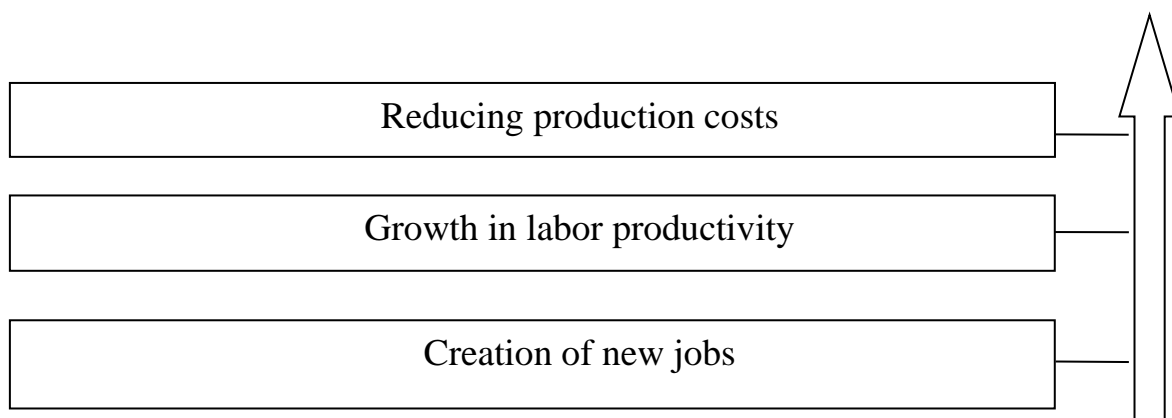 Reducing production costs
Growth in labor productivity
Creation of new jobs